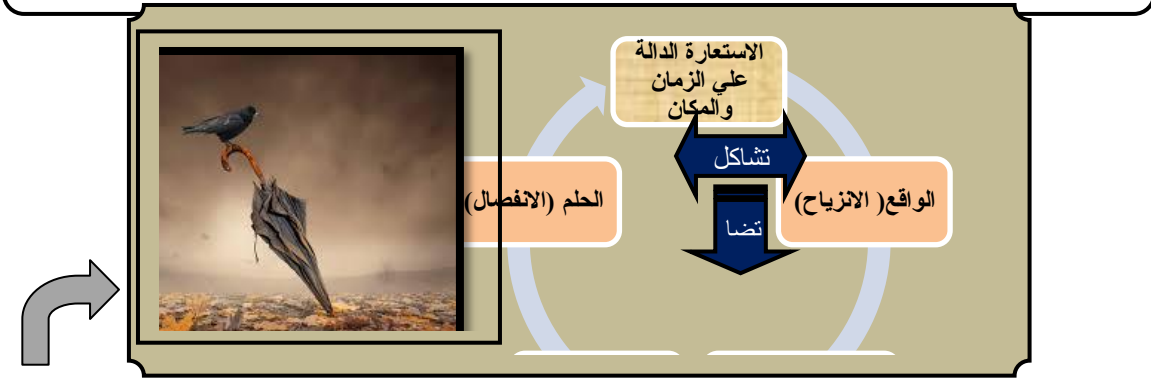 الاستعارة الدالة
علي الزمان
والمكان
تشاكل
الواقع( الانزياح)
الحلم (الانفصال)
تضا